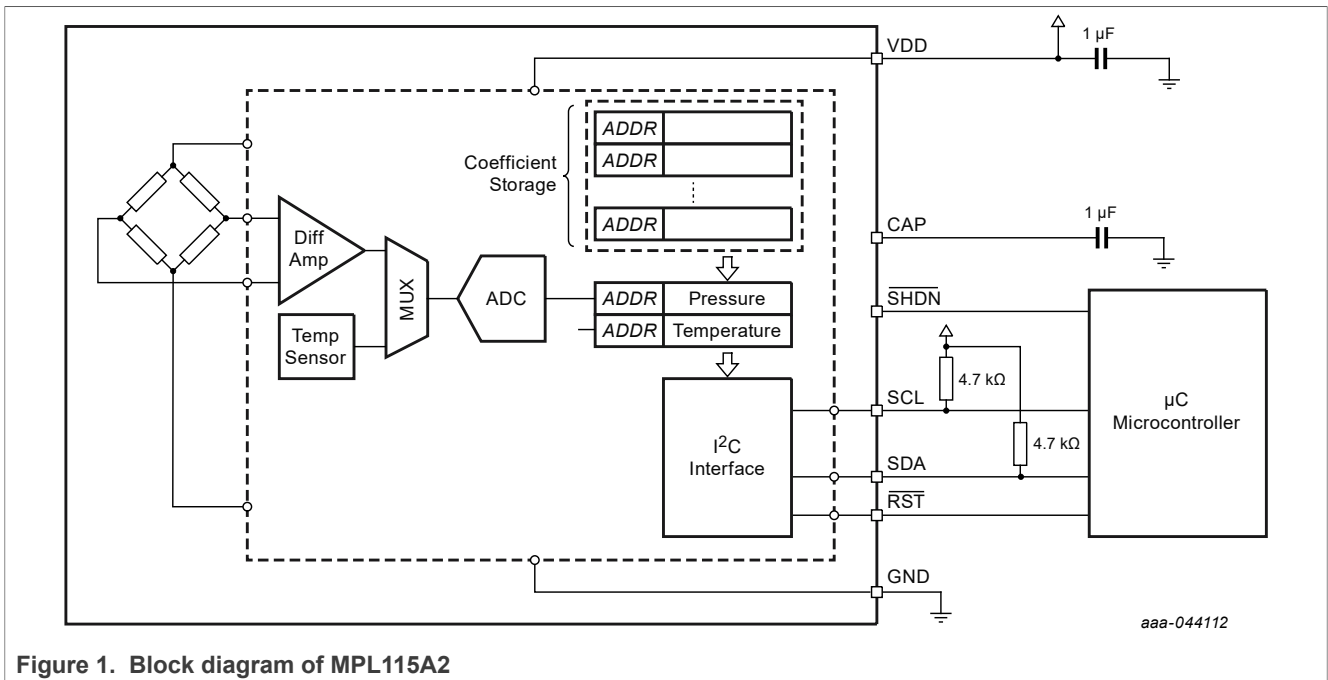 VDD
1 µF
ADDR
ADDR
Coefficient
Storage
ADDR
CAP
1 µF
Diff
Amp
MUX
ADC
ADDR Pressure
ADDR Temperature
Temp
Sensor
SHDN
4.7 kΩ
SCL
4.7 kΩ
µC
Microcontroller
I2C
Interface
SDA
RST
GND
aaa-044112
Figure 1. Block diagram of MPL115A2